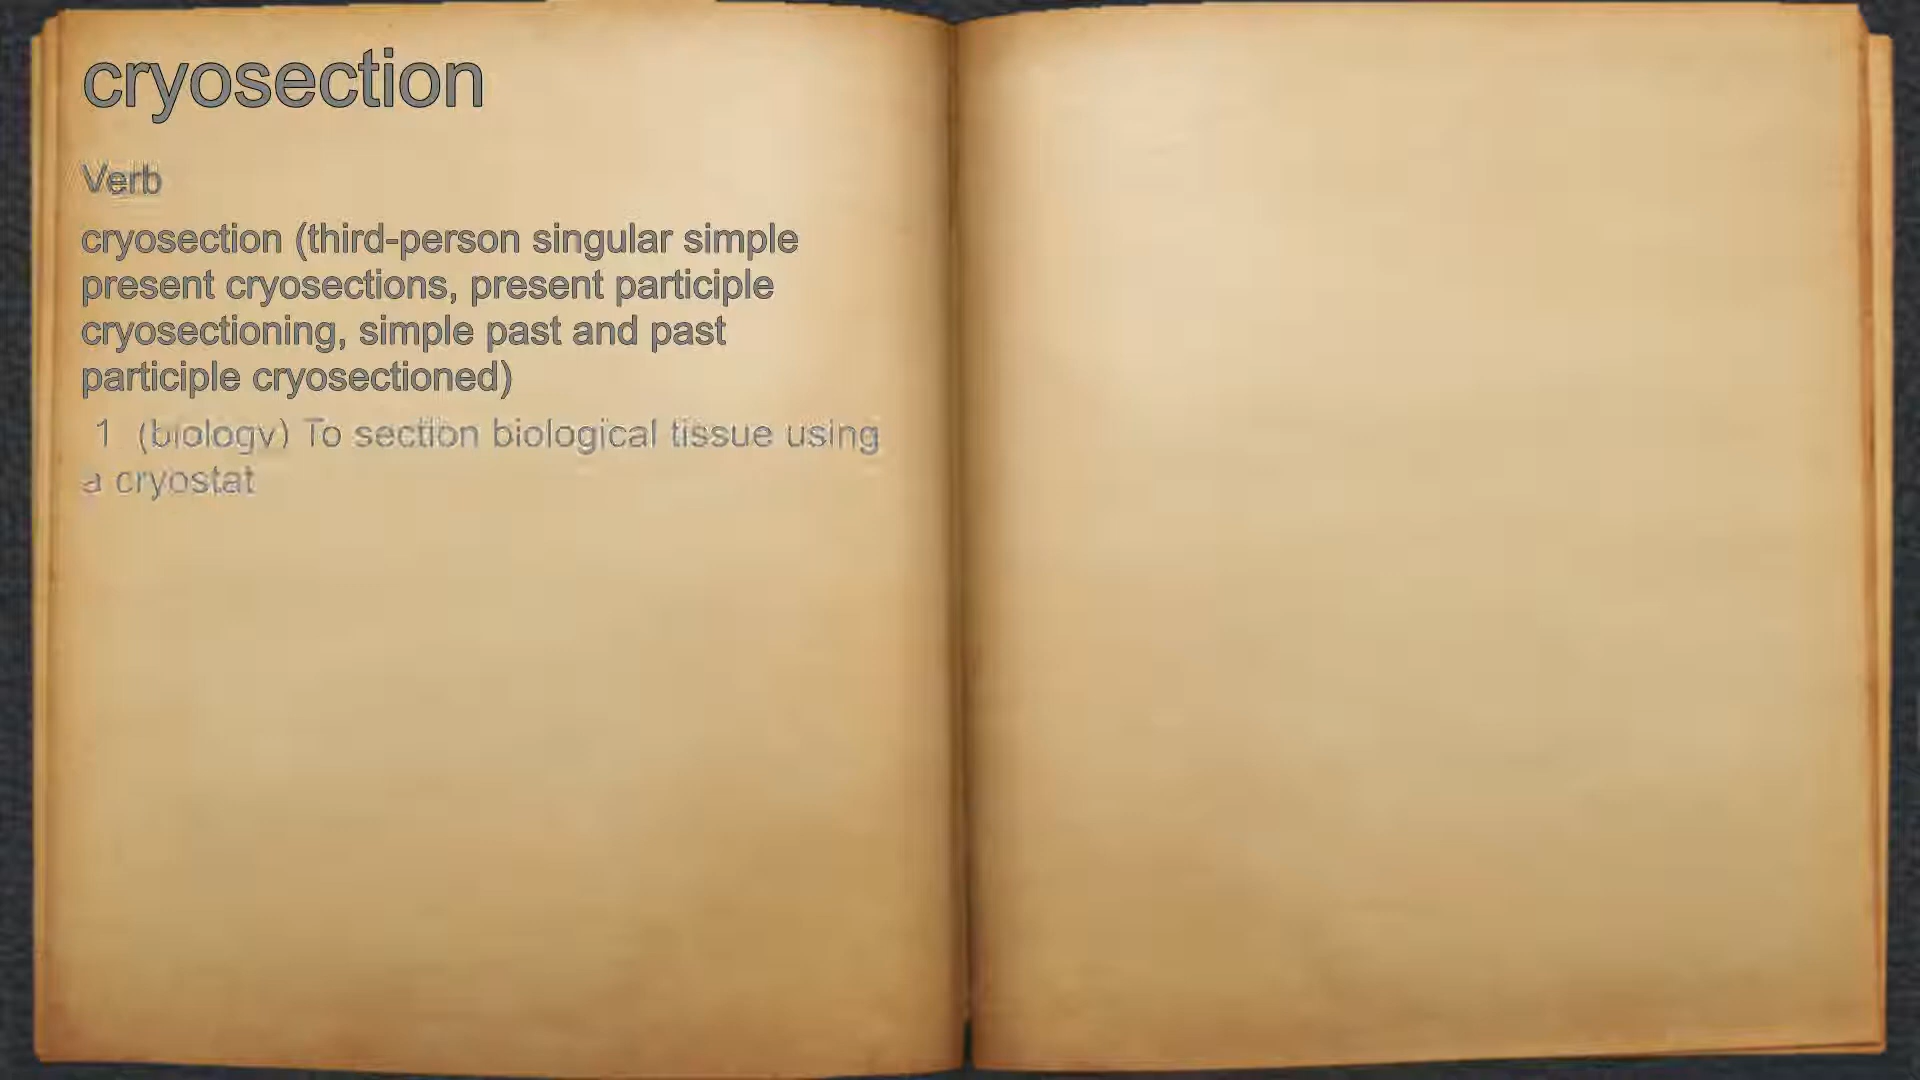 cryosection
Verb
cryosection (third-person singular simple
present cryosections, present participle
cryosectioning, simple past and past
participle cryosectioned)
1 (biology) To section biological tissue using
a cryostat